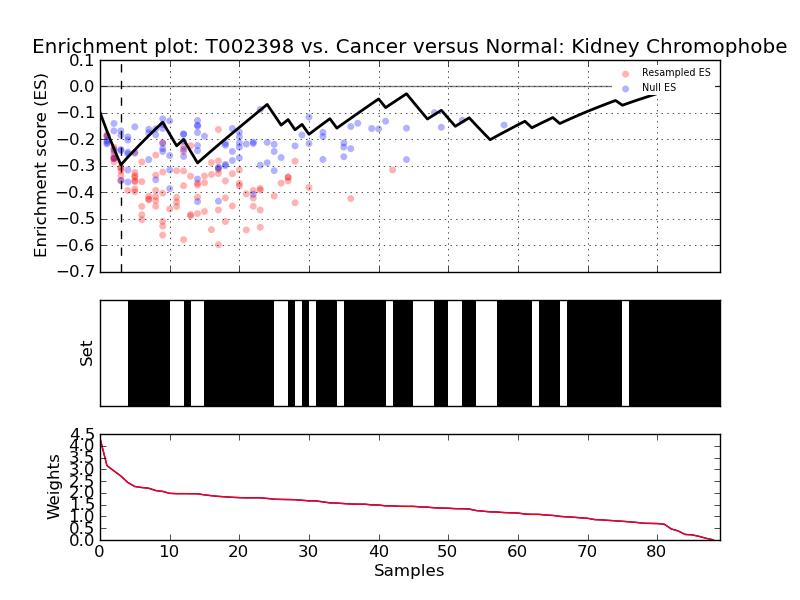 Enrichment plot: T002398 vs. Cancer versus Normal: Kidney Chromophobe
0.1
0.0
−0.1
−0.2
−0.3
−0.4
−0.5
−0.6
−0.7
Enrichment score (ES)
Resampled ES
Null ES
Set
4.5
4.0
3.5
3.0
2.5
2.0
1.5
1.0
0.5
0.0
Weights
0 10 20 30 40 50 60 70 80
Samples